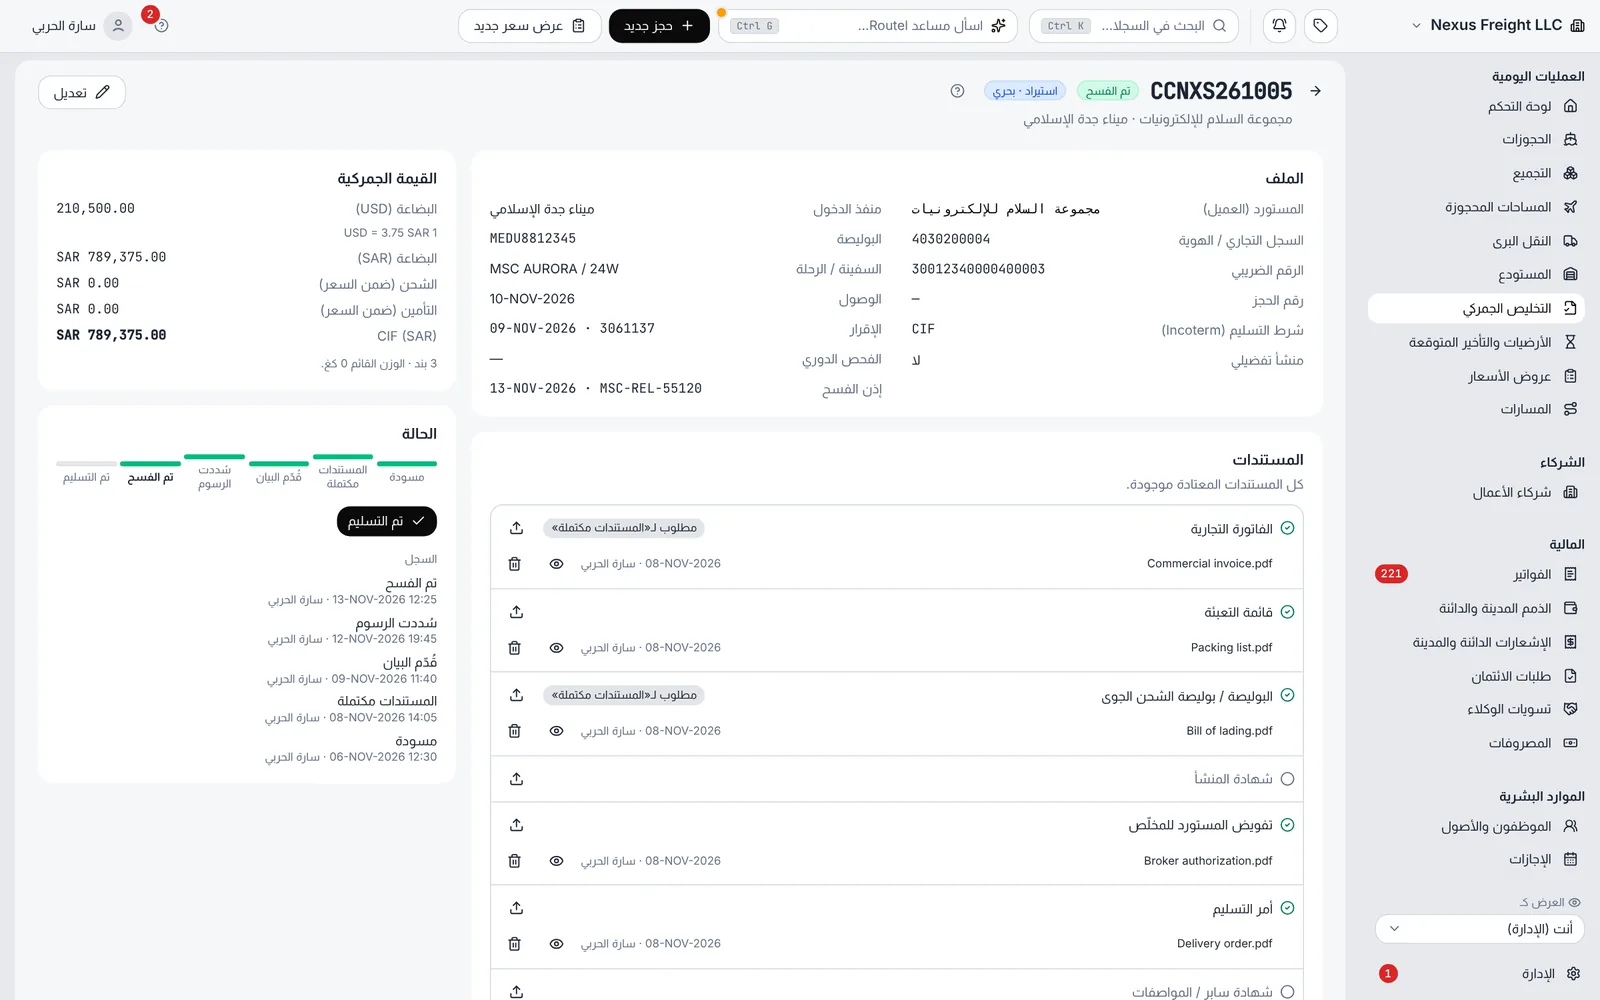 Nexus Freight LLC
البحث في السجلا... Ctrl K
اسأل مساعد Routel... Ctrl G
حجز جديد
عرض سعر جديد
2
سارة الحربي
العمليات اليومية
لوحة التحكم
الحجوزات
التجميع
المساحات المحجوزة
النقل البري
المستودع
التخليص الجمركي
الأرضيات والتأخير المتوقعة
عروض الأسعار
المسارات
الشركاء
شركاء الأعمال
المالية
الفواتير 221
الذمم المدينة والدائنة
الإشعارات الدائنة والمدينة
طلبات الائتمان
تسويات الوكلاء
المصروفات
الموارد البشرية
الموظفون والأصول
الإجازات
العرض كـ
أنت (الإدارة)
الإدارة 1
CCNXS261005 تم الفسح استيراد · بحري
مجموعة السلام للإلكترونيات · ميناء جدة الإسلامي
تعديل
الملف
المستورد (العميل) مجموعة السلام للإلكترونيات
السجل التجاري / الهوية 4030200004
الرقم الضريبي 30012340000400003
رقم الحجز —
شرط التسليم (Incoterm) CIF
منشأ تفضيلي لا
منفذ الدخول ميناء جدة الإسلامي
البوليصة MEDU8812345
السفينة / الرحلة MSC AURORA / 24W
الوصول 10-NOV-2026
الإقرار 09-NOV-2026 · 3061137
الفحص الدوري —
إذن الفسح 13-NOV-2026 · MSC-REL-55120
المستندات
كل المستندات المعتادة موجودة.
الفاتورة التجارية مطلوب لـ«المستندات مكتملة»
Commercial invoice.pdf 08-NOV-2026 · سارة الحربي
قائمة التعبئة
Packing list.pdf 08-NOV-2026 · سارة الحربي
البوليصة / بوليصة الشحن الجوي مطلوب لـ«المستندات مكتملة»
Bill of lading.pdf 08-NOV-2026 · سارة الحربي
شهادة المنشأ
تفويض المستورد للمخلّص
Broker authorization.pdf 08-NOV-2026 · سارة الحربي
أمر التسليم
Delivery order.pdf 08-NOV-2026 · سارة الحربي
شهادة سابر / المواصفات
القيمة الجمركية
البضاعة (USD) 210,500.00
USD = 3.75 SAR 1
البضاعة (SAR) SAR 789,375.00
الشحن (ضمن السعر) SAR 0.00
التأمين (ضمن السعر) SAR 0.00
CIF (SAR) SAR 789,375.00
3 بند · الوزن القائم 0 كغ.
الحالة
مسودة
المستندات مكتملة
قُدّم البيان
سُددت الرسوم
تم الفسح
تم التسليم
تم التسليم
السجل
تم الفسح
13-NOV-2026 12:25 · سارة الحربي
سُددت الرسوم
12-NOV-2026 19:45 · سارة الحربي
قُدّم البيان
09-NOV-2026 11:40 · سارة الحربي
المستندات مكتملة
08-NOV-2026 14:05 · سارة الحربي
مسودة
06-NOV-2026 12:30 · سارة الحربي